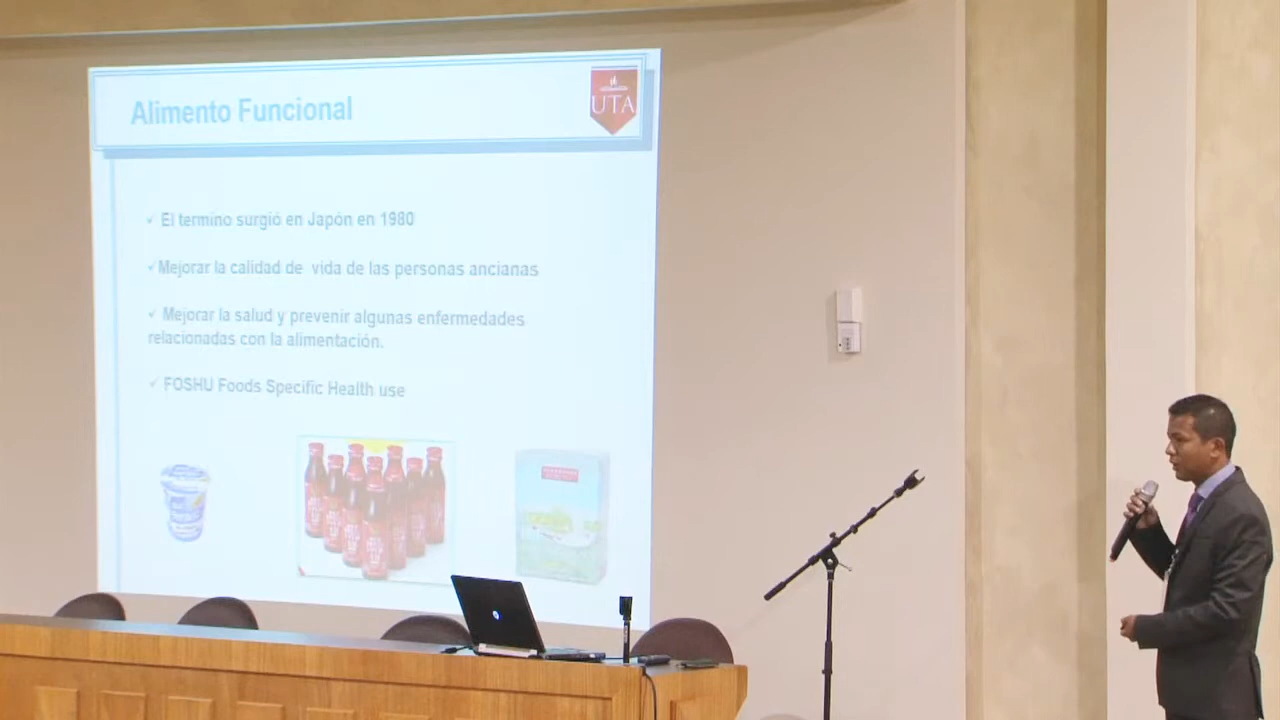 Alimento Funcional
UTA
✓ El termino surgió en Japón en 1980
✓ Mejorar la calidad de vida de las personas ancianas
✓ Mejorar la salud y prevenir algunas enfermedades
relacionadas con la alimentación.
✓ FOSHU Foods Specific Health use